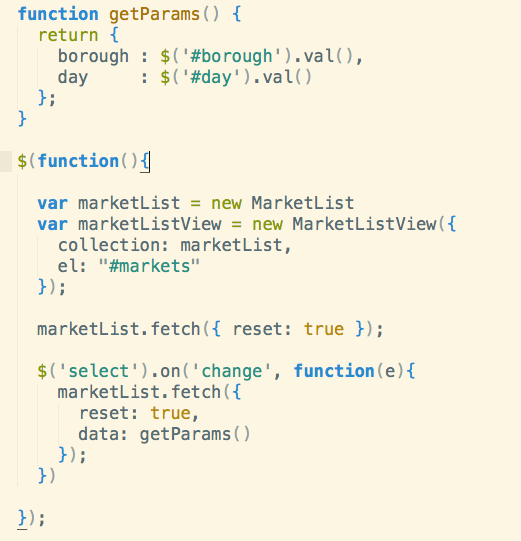 function getParams() {
  return {
    borough : $('#borough').val(),
    day     : $('#day').val()
  };
}

$(function(){

  var marketList = new MarketList
  var marketListView = new MarketListView({
    collection: marketList,
    el: "#markets"
  });

  marketList.fetch({ reset: true });

  $('select').on('change', function(e){
    marketList.fetch({
      reset: true,
      data: getParams()
    });
  })

});